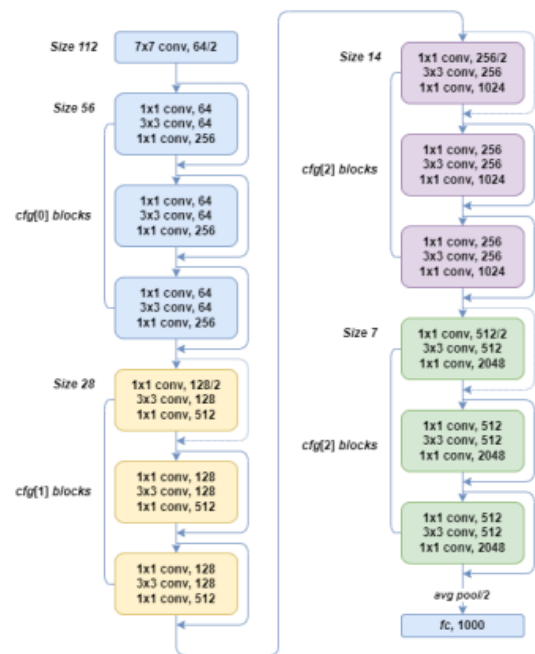 Size 112
7x7 conv, 64/2
Size 56
1x1 conv, 64
3x3 conv, 64
1x1 conv, 256
cfg[0] blocks
1x1 conv, 64
3x3 conv, 64
1x1 conv, 256
1x1 conv, 64
3x3 conv, 64
1x1 conv, 256
Size 28
1x1 conv, 128/2
3x3 conv, 128
1x1 conv, 512
cfg[1] blocks
1x1 conv, 128
3x3 conv, 128
1x1 conv, 512
1x1 conv, 128
3x3 conv, 128
1x1 conv, 512
Size 14
1x1 conv, 256/2
3x3 conv, 256
1x1 conv, 1024
cfg[2] blocks
1x1 conv, 256
3x3 conv, 256
1x1 conv, 1024
1x1 conv, 256
3x3 conv, 256
1x1 conv, 1024
Size 7
1x1 conv, 512/2
3x3 conv, 512
1x1 conv, 2048
cfg[2] blocks
1x1 conv, 512
3x3 conv, 512
1x1 conv, 2048
1x1 conv, 512
3x3 conv, 512
1x1 conv, 2048
avg pool/2
fc, 1000